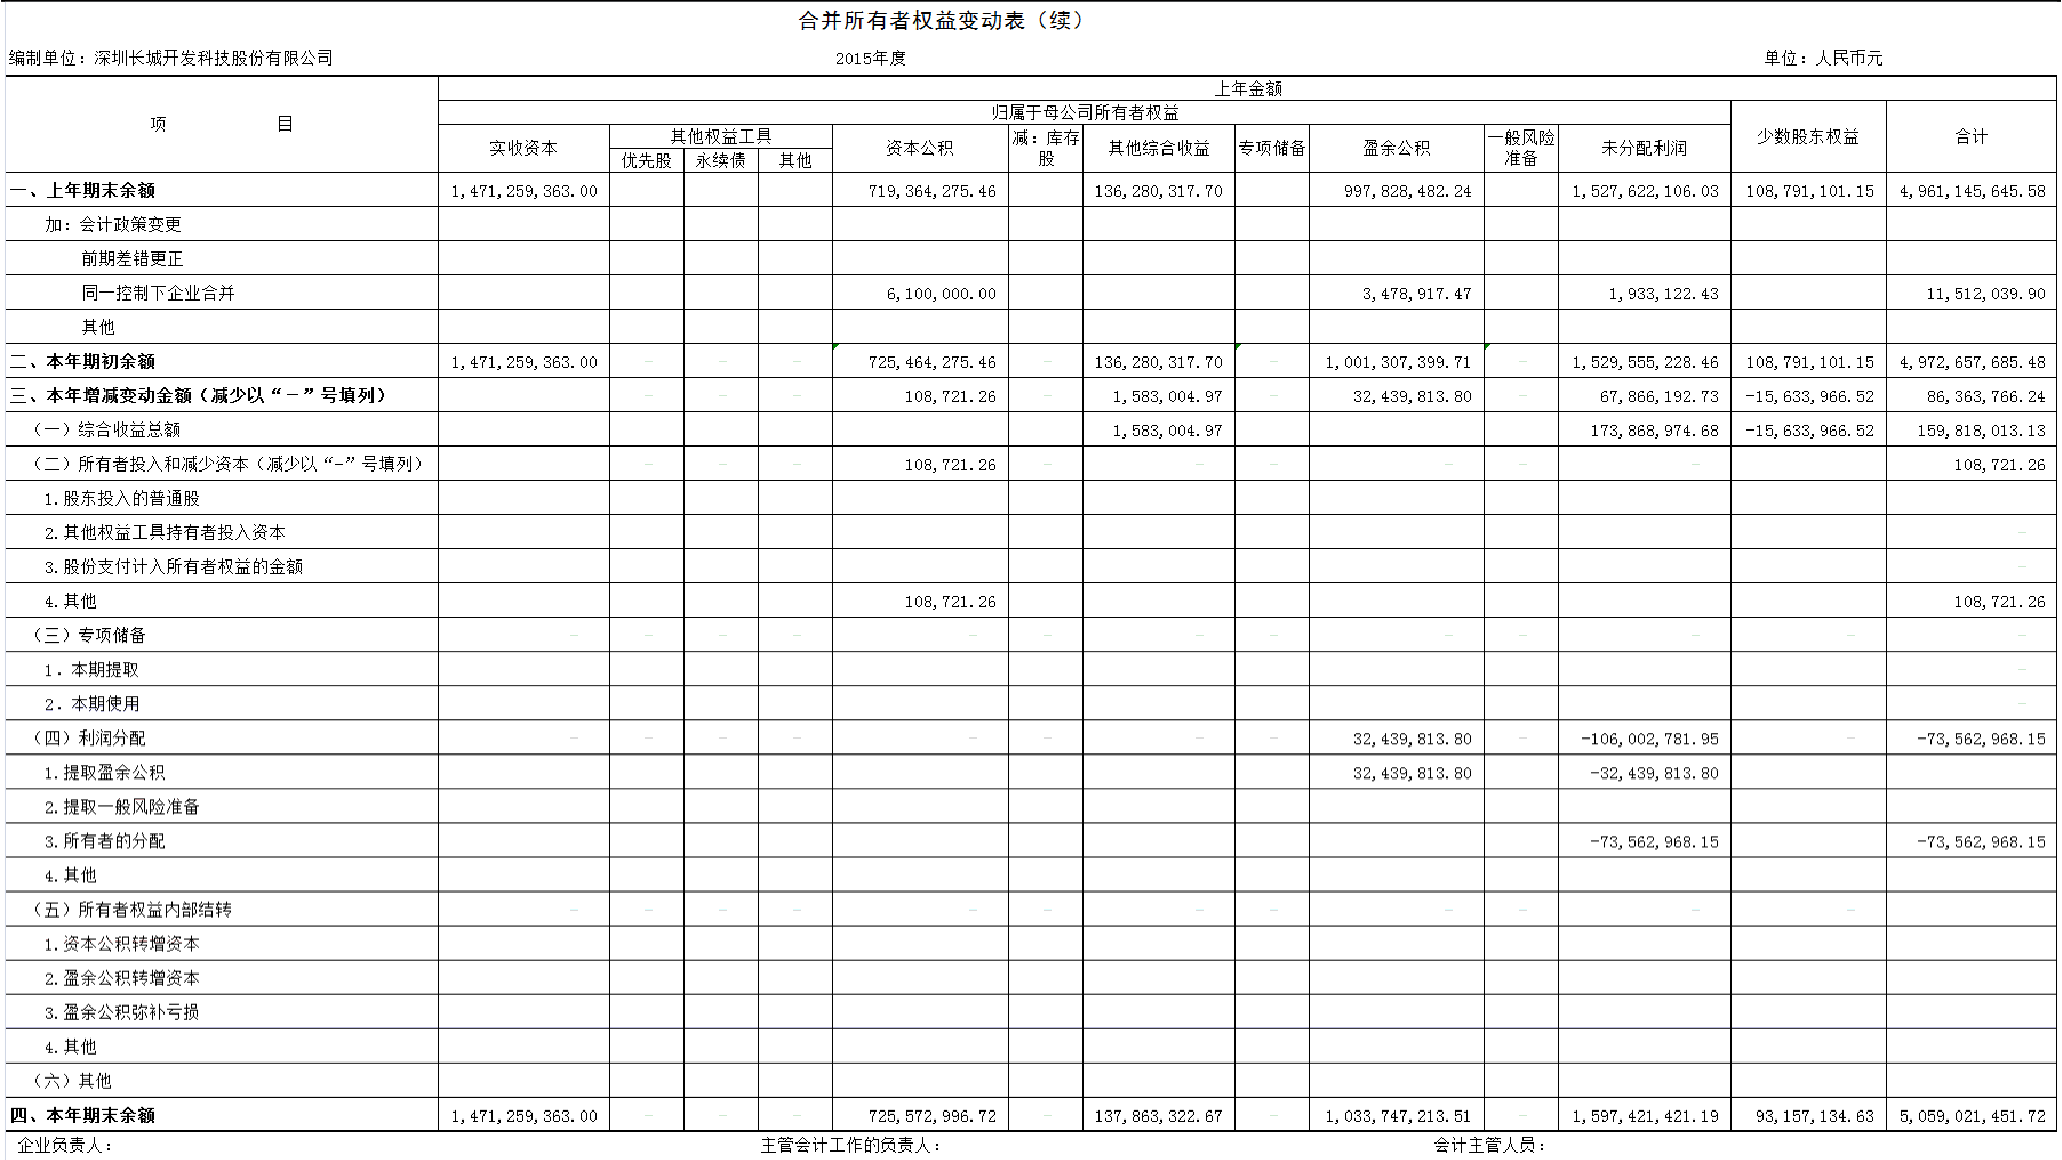 合并所有者权益变动表（续）
编制单位：深圳长城开发科技股份有限公司 2015年度 单位：人民币元
项 目 上年金额
归属于母公司所有者权益 少数股东权益 合计
实收资本 其他权益工具 资本公积 减：库存股 其他综合收益 专项储备 盈余公积 一般风险准备 未分配利润
优先股 永续债 其他
一、上年期末余额 1,471,259,363.00 719,364,275.46 136,280,317.70 997,828,482.24 1,527,622,106.03 108,791,101.15 4,961,145,645.58
加：会计政策变更
前期差错更正
同一控制下企业合并 6,100,000.00 3,478,917.47 1,933,122.43 11,512,039.90
其他
二、本年期初余额 1,471,259,363.00 - - - 725,464,275.46 - 136,280,317.70 - 1,001,307,399.71 - 1,529,555,228.46 108,791,101.15 4,972,657,685.48
三、本年增减变动金额（减少以“－”号填列） - - - 108,721.26 - 1,583,004.97 - 32,439,813.80 - 67,866,192.73 -15,633,966.52 86,363,766.24
（一）综合收益总额 1,583,004.97 173,868,974.68 -15,633,966.52 159,818,013.13
（二）所有者投入和减少资本（减少以“-”号填列） - - - 108,721.26 - - - - - - 108,721.26
1.股东投入的普通股
2.其他权益工具持有者投入资本 -
3.股份支付计入所有者权益的金额 -
4.其他 108,721.26 108,721.26
（三）专项储备 - - - - - - - - - - - - -
1．本期提取 -
2．本期使用 -
（四）利润分配 - - - - - - - - 32,439,813.80 - -106,002,781.95 - -73,562,968.15
1.提取盈余公积 32,439,813.80 -32,439,813.80
2.提取一般风险准备
3.所有者的分配 -73,562,968.15 -73,562,968.15
4.其他
（五）所有者权益内部结转 - - - - - - - - - - - -
1.资本公积转增资本
2.盈余公积转增资本
3.盈余公积弥补亏损
4.其他
（六）其他
四、本年期末余额 1,471,259,363.00 - - - 725,572,996.72 - 137,863,322.67 - 1,033,747,213.51 - 1,597,421,421.19 93,157,134.63 5,059,021,451.72
企业负责人： 主管会计工作的负责人： 会计主管人员：